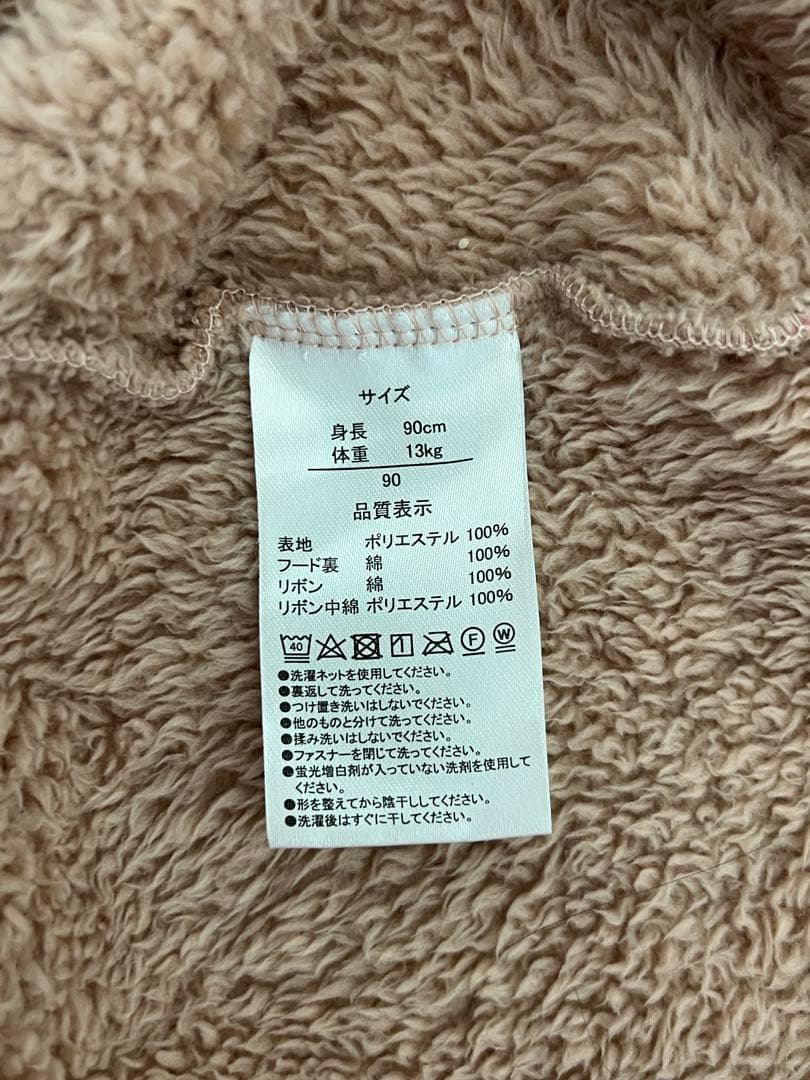 サイズ
身長 90cm
体重 13kg
90
品質表示
表地 ポリエステル 100%
フード裏 綿 100%
リボン 綿 100%
リボン中綿 ポリエステル 100%
40 1 F W
●洗濯ネットを使用してください。
●裏返して洗ってください。
●つけ置き洗いはしないでください。
●他のものと分けて洗ってください。
●揉み洗いはしないでください。
●ファスナーを閉じて洗ってください。
●蛍光増白剤が入っていない洗剤を使用して
ください。
●形を整えてから陰干ししてください。
●洗濯後はすぐに干してください。